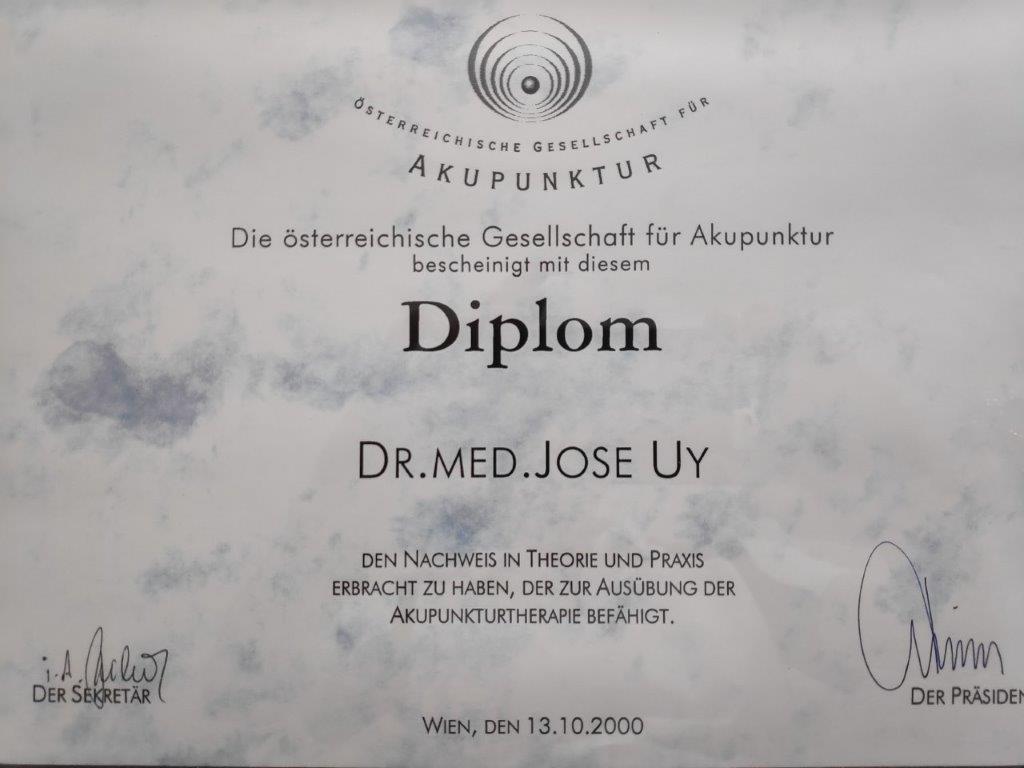 ÖSTERREICHISCHE GESELLSCHAFT FÜR
AKUPUNKTUR
Die österreichische Gesellschaft für Akupunktur
bescheinigt mit diesem
Diplom
DR.MED.JOSE UY
DEN NACHWEIS IN THEORIE UND PRAXIS
ERBRACHT ZU HABEN, DER ZUR AUSÜBUNG DER
AKUPUNKTURTHERAPIE BEFÄHIGT.
i.A.
DER SEKRETÄR
DER PRÄSIDEN
WIEN, DEN 13.10.2000